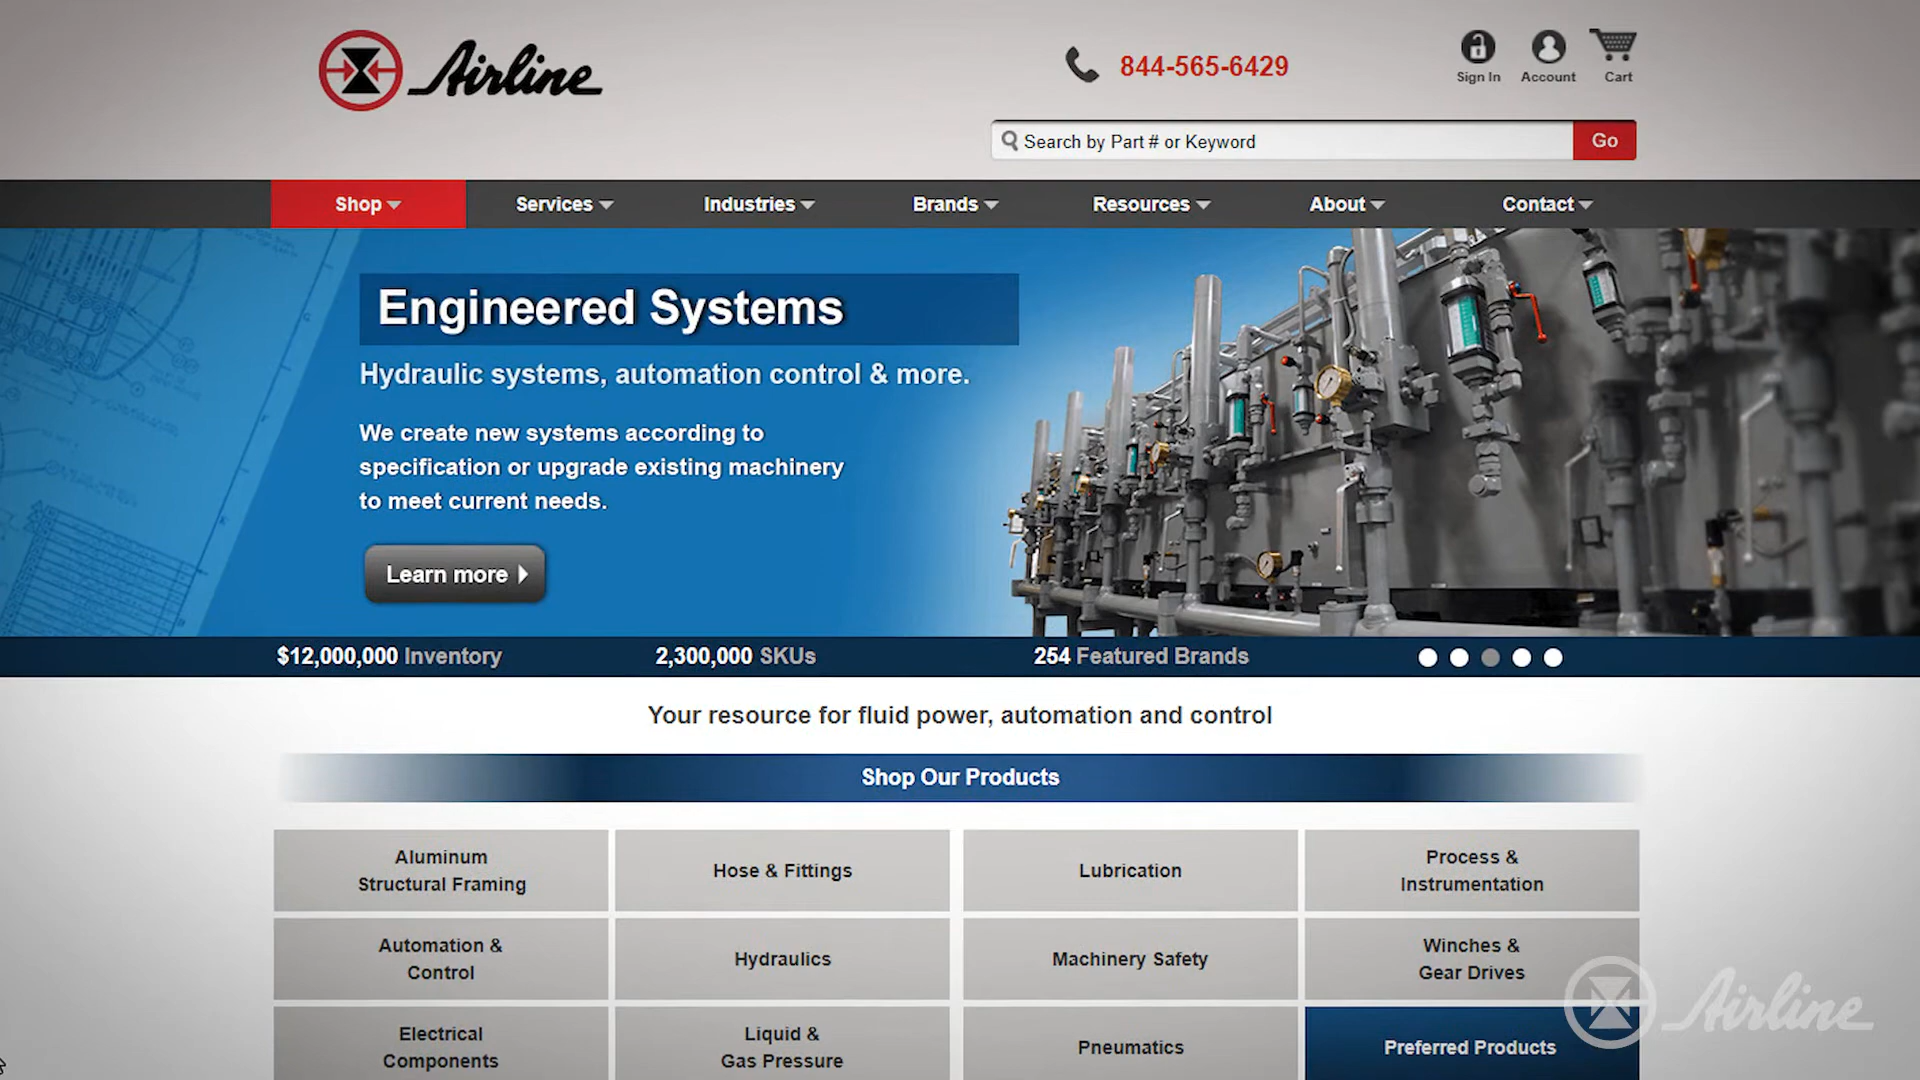 Airline
844-565-6429
Sign In
Account
Cart
Search by Part # or Keyword
Go
Shop
Services
Industries
Brands
Resources
About
Contact
Engineered Systems
Hydraulic systems, automation control & more.
We create new systems according to
specification or upgrade existing machinery
to meet current needs.
Learn more
$12,000,000 Inventory
2,300,000 SKUs
254 Featured Brands
Your resource for fluid power, automation and control
Shop Our Products
Aluminum
Structural Framing
Hose & Fittings
Lubrication
Process &
Instrumentation
Automation &
Control
Hydraulics
Machinery Safety
Winches &
Gear Drives
Electrical
Components
Liquid &
Gas Pressure
Pneumatics
Preferred Products
Airline